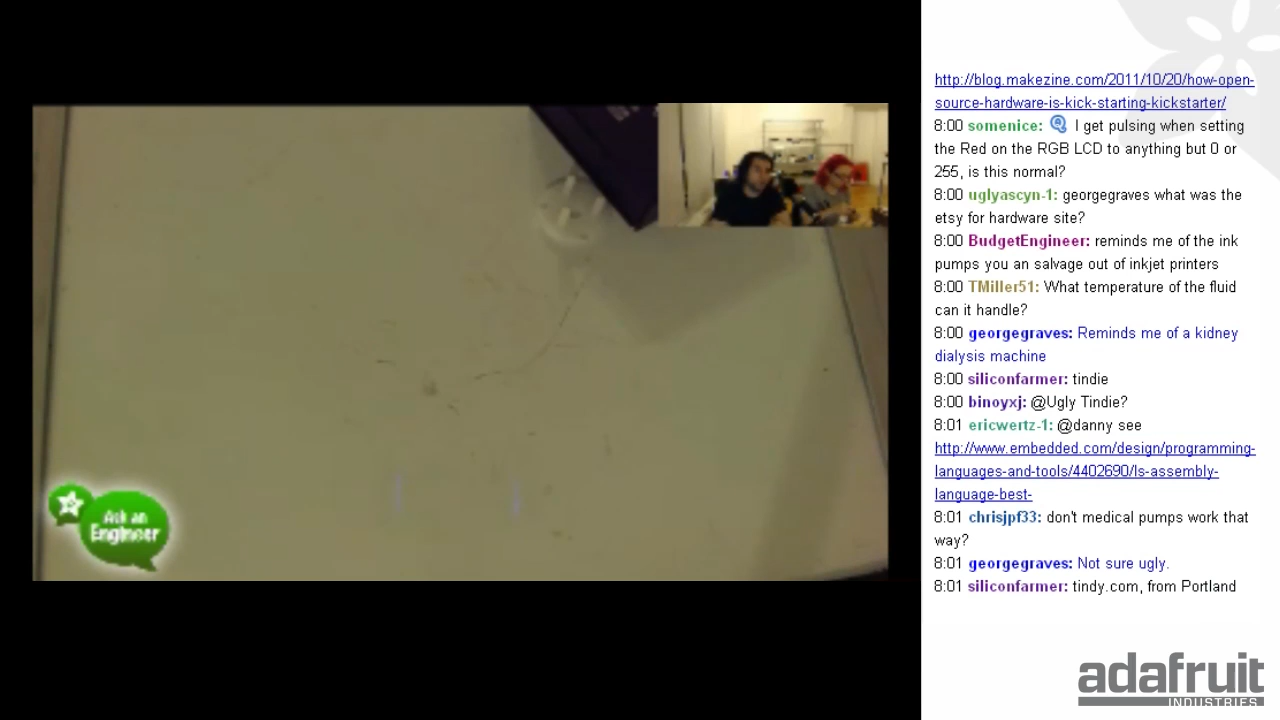 http://blog.makezine.com/2011/10/20/how-open-
source-hardware-is-kick-starting-kickstarter/
8:00 somenice: I get pulsing when setting
the Red on the RGB LCD to anything but 0 or
255, is this normal?
8:00 uglyascyn-1: georgegraves what was the
etsy for hardware site?
8:00 BudgetEngineer: reminds me of the ink
pumps you an salvage out of inkjet printers
8:00 TMiller51: What temperature of the fluid
can it handle?
8:00 georgegraves: Reminds me of a kidney
dialysis machine
8:00 siliconfarmer: tindie
8:00 binoyxj: @Ugly Tindie?
8:01 ericwertz-1: @danny see
http://www.embedded.com/design/programming-
languages-and-tools/4402690/Is-assembly-
language-best-
8:01 chrisjpf33: don't medical pumps work that
way?
8:01 georgegraves: Not sure ugly.
8:01 siliconfarmer: tindy.com, from Portland
Ask an
Engineer
adafruit
INDUSTRIES